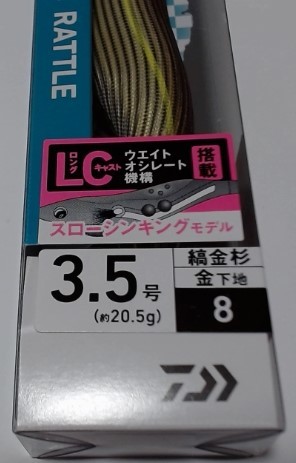 RATTLE
ロング
キャスト
LC
ウエイト
オシレート
機構
搭載
スローシンキングモデル
3.5号
(約20.5g)
縞金杉
金下地
8